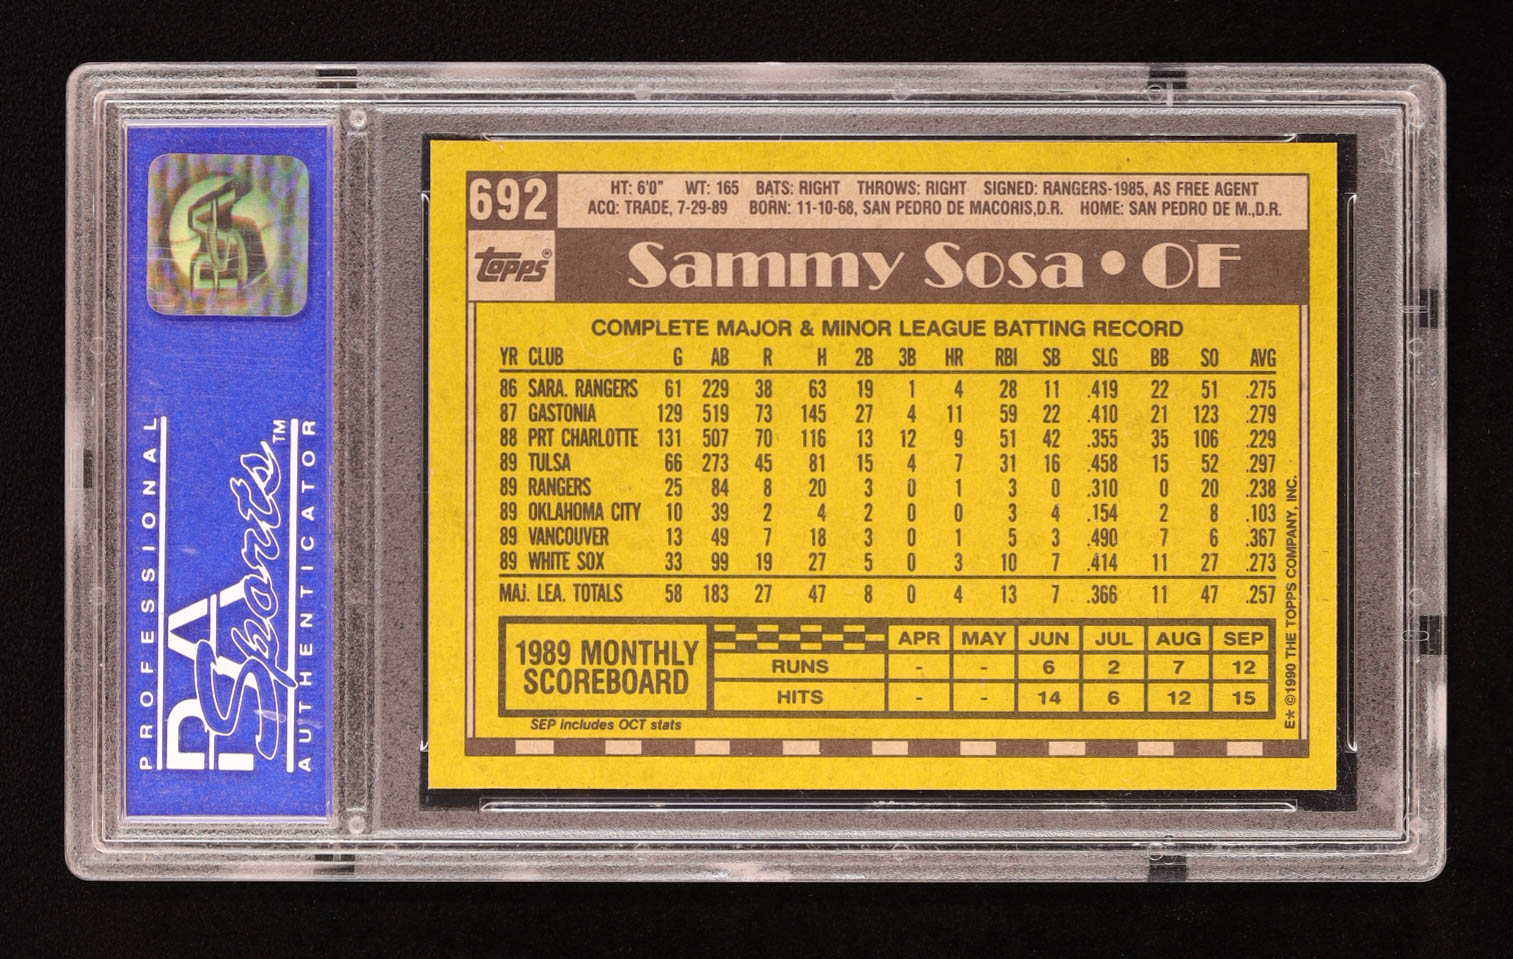 PSA
PROFESSIONAL
PSA Sports™
AUTHENTICATOR
692
HT: 6'0" WT: 165 BATS: RIGHT THROWS: RIGHT SIGNED: RANGERS-1985, AS FREE AGENT
ACQ: TRADE, 7-29-89 BORN: 11-10-68, SAN PEDRO DE MACORIS,D.R. HOME: SAN PEDRO DE M.,D.R.
TOPPS®
Sammy Sosa • OF
COMPLETE MAJOR & MINOR LEAGUE BATTING RECORD
YR CLUB G AB R H 2B 3B HR RBI SB SLG BB SO AVG
86 SARA. RANGERS 61 229 38 63 19 1 4 28 11 .419 22 51 .275
87 GASTONIA 129 519 73 145 27 4 11 59 22 .410 21 123 .279
88 PRT CHARLOTTE 131 507 70 116 13 12 9 51 42 .355 35 106 .229
89 TULSA 66 273 45 81 15 4 7 31 16 .458 15 52 .297
89 RANGERS 25 84 8 20 3 0 1 3 0 .310 0 20 .238
89 OKLAHOMA CITY 10 39 2 4 2 0 0 3 4 .154 2 8 .103
89 VANCOUVER 13 49 7 18 3 0 1 5 3 .490 7 6 .367
89 WHITE SOX 33 99 19 27 5 0 3 10 7 .414 11 27 .273
MAJ. LEA. TOTALS 58 183 27 47 8 0 4 13 7 .366 11 47 .257
1989 MONTHLY
SCOREBOARD
APR MAY JUN JUL AUG SEP
RUNS - - 6 2 7 12
HITS - - 14 6 12 15
SEP includes OCT stats
E* ©1990 THE TOPPS COMPANY, INC.